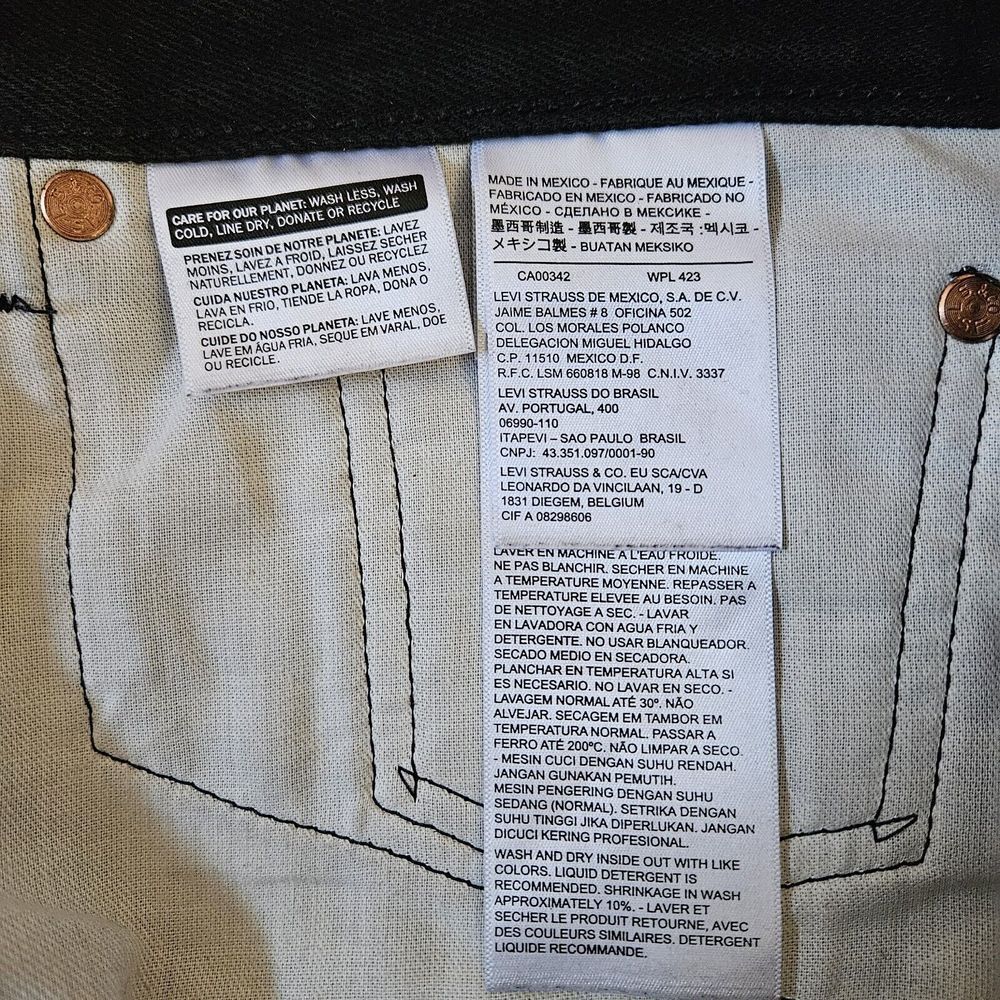 CARE FOR OUR PLANET: WASH LESS, WASH
COLD, LINE DRY, DONATE OR RECYCLE
PRENEZ SOIN DE NOTRE PLANETE: LAVEZ
MOINS, LAVEZ A FROID, LAISSEZ SECHER
NATURELLEMENT, DONNEZ OU RECYCLEZ
CUIDA NUESTRO PLANETA: LAVA MENOS,
LAVA EN FRIO, TIENDE LA ROPA, DONA O
RECICLA.
CUIDE DO NOSSO PLANETA: LAVE MENOS,
LAVE EM ÁGUA FRIA, SEQUE EM VARAL, DOE
OU RECICLE.
MADE IN MEXICO - FABRIQUE AU MEXIQUE -
FABRICADO EN MEXICO - FABRICADO NO
MÉXICO - СДЕЛАНО В МЕКСИКЕ -
墨西哥制造 - 墨西哥製 - 제조국 :멕시코 -
メキシコ製 - BUATAN MEKSIKO
CA00342 WPL 423
LEVI STRAUSS DE MEXICO, S.A. DE C.V.
JAIME BALMES # 8 OFICINA 502
COL. LOS MORALES POLANCO
DELEGACION MIGUEL HIDALGO
C.P. 11510 MEXICO D.F.
R.F.C. LSM 660818 M-98 C.N.I.V. 3337
LEVI STRAUSS DO BRASIL
AV. PORTUGAL, 400
06990-110
ITAPEVI – SAO PAULO BRASIL
CNPJ: 43.351.097/0001-90
LEVI STRAUSS & CO. EU SCA/CVA
LEONARDO DA VINCILAAN, 19 - D
1831 DIEGEM, BELGIUM
CIF A 08298606
LAVER EN MACHINE A L'EAU FROIDE.
NE PAS BLANCHIR. SECHER EN MACHINE
A TEMPERATURE MOYENNE. REPASSER A
TEMPERATURE ELEVEE AU BESOIN. PAS
DE NETTOYAGE A SEC. - LAVAR
EN LAVADORA CON AGUA FRIA Y
DETERGENTE. NO USAR BLANQUEADOR.
SECADO MEDIO EN SECADORA.
PLANCHAR EN TEMPERATURA ALTA SI
ES NECESARIO. NO LAVAR EN SECO. -
LAVAGEM NORMAL ATÉ 30º. NÃO
ALVEJAR. SECAGEM EM TAMBOR EM
TEMPERATURA NORMAL. PASSAR A
FERRO ATÉ 200ºC. NÃO LIMPAR A SECO.
- MESIN CUCI DENGAN SUHU RENDAH.
JANGAN GUNAKAN PEMUTIH.
MESIN PENGERING DENGAN SUHU
SEDANG (NORMAL). SETRIKA DENGAN
SUHU TINGGI JIKA DIPERLUKAN. JANGAN
DICUCI KERING PROFESIONAL.
WASH AND DRY INSIDE OUT WITH LIKE
COLORS. LIQUID DETERGENT IS
RECOMMENDED. SHRINKAGE IN WASH
APPROXIMATELY 10%. - LAVER ET
SECHER LE PRODUIT RETOURNE, AVEC
DES COULEURS SIMILAIRES. DETERGENT
LIQUIDE RECOMMANDE.